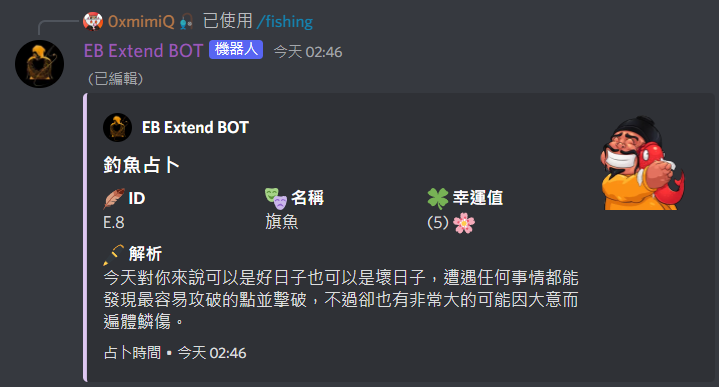 0xmimiQ 已使用 /fishing
EB Extend BOT 機器人 今天 02:46
(已編輯)
EB Extend BOT
釣魚占卜
ID 名稱 幸運值
E.8 旗魚 (5)
解析
今天對你來說可以是好日子也可以是壞日子，遭遇任何事情都能
發現最容易攻破的點並擊破，不過卻也有非常大的可能因大意而
遍體鱗傷。
占卜時間 • 今天 02:46